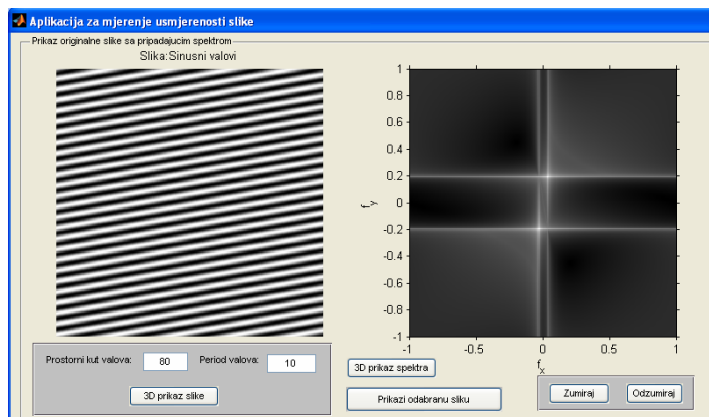 Aplikacija za mjerenje usmjerenosti slike
Prikaz originalne slike sa pripadajucim spektrom
Slika:Sinusni valovi
1
0.8
0.6
0.4
0.2
0
-0.2
-0.4
-0.6
-0.8
-1
f_y
-1 -0.5 0 0.5 1
f_x
Prostorni kut valova: 80 Period valova: 10
3D prikaz slike
3D prikaz spektra
Prikazi odabranu sliku
Zumiraj Odzumiraj